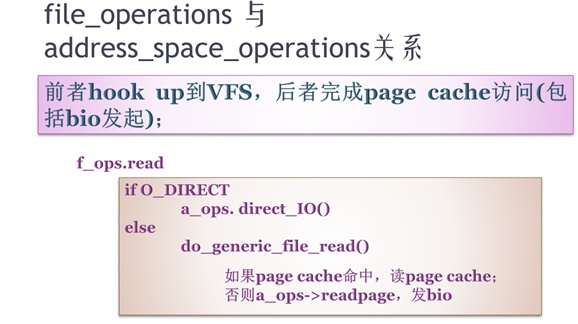 file_operations 与
address_space_operations关系
前者hook up到VFS，后者完成page cache访问(包
括bio发起)；
f_ops.read
if O_DIRECT
a_ops. direct_IO()
else
do_generic_file_read()
如果page cache命中，读page cache；
否则a_ops->readpage，发bio